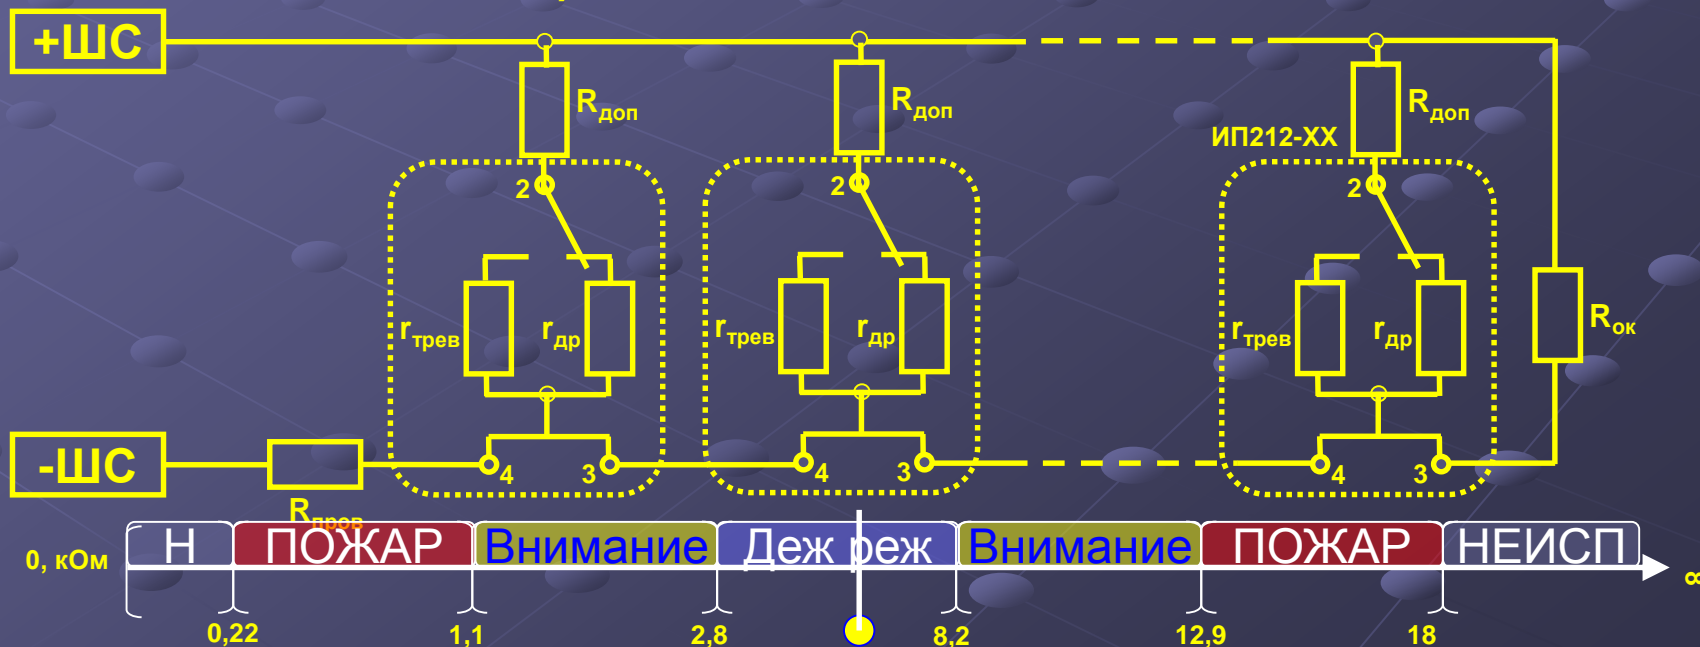 +ШС
Rдоп
Rдоп
Rдоп
ИП212-ХХ
2
2
2
rтрев
rдр
rтрев
rдр
rтрев
rдр
Rок
-ШС
Rпров
4
3
4
3
4
3
0, кОм
Н
ПОЖАР
Внимание
Деж реж
Внимание
ПОЖАР
НЕИСП
∞
0,22
1,1
2,8
8,2
12,9
18